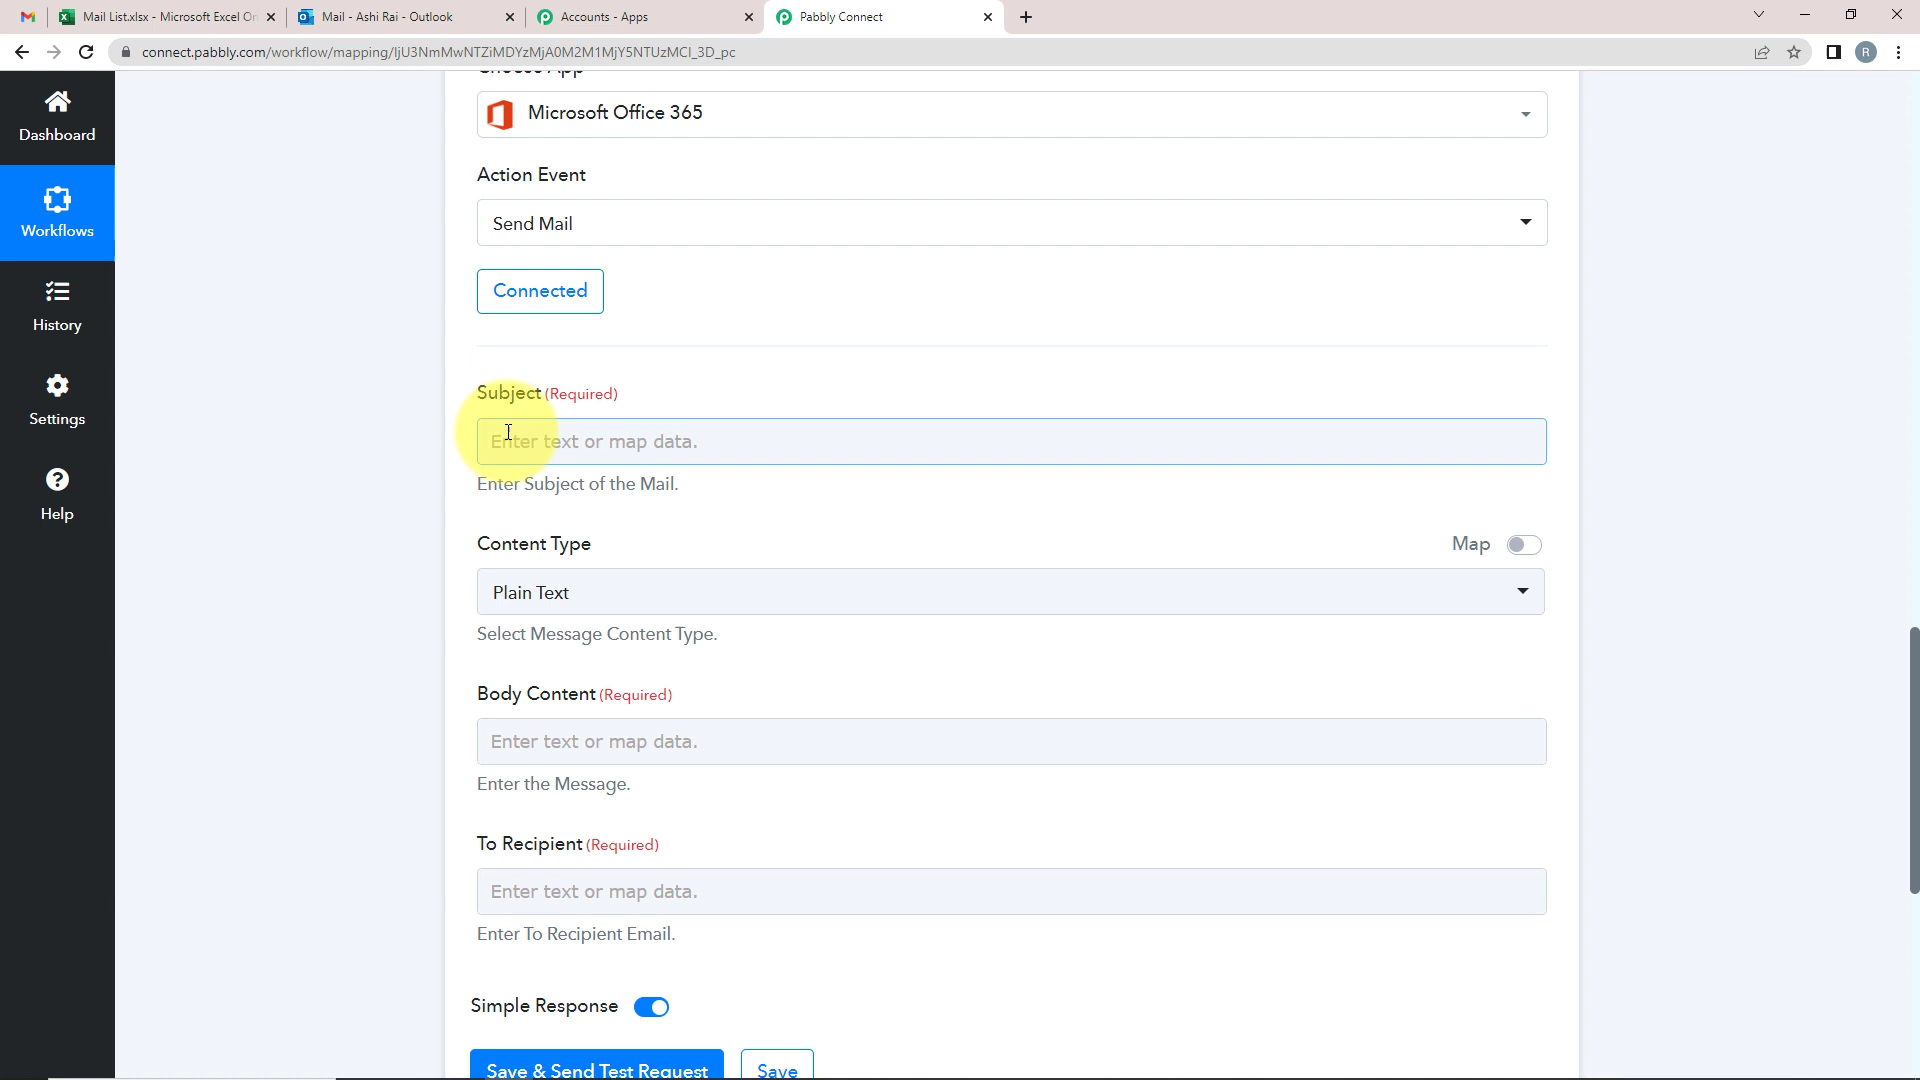 Mail List.xlsx - Microsoft Excel On
Mail - Ashi Rai - Outlook
Accounts - Apps
Pabbly Connect
connect.pabbly.com/workflow/mapping/IjU3NmMwNTZiMDYzMjA0M2M1MjY5NTUzMCI_3D_pc
R
Choose App
Dashboard
Workflows
History
Settings
Help
Microsoft Office 365
Action Event
Send Mail
Connected
Subject (Required)
Enter text or map data.
Enter Subject of the Mail.
Content Type
Map
Plain Text
Select Message Content Type.
Body Content (Required)
Enter text or map data.
Enter the Message.
To Recipient (Required)
Enter text or map data.
Enter To Recipient Email.
Simple Response
Save & Send Test Request
Save